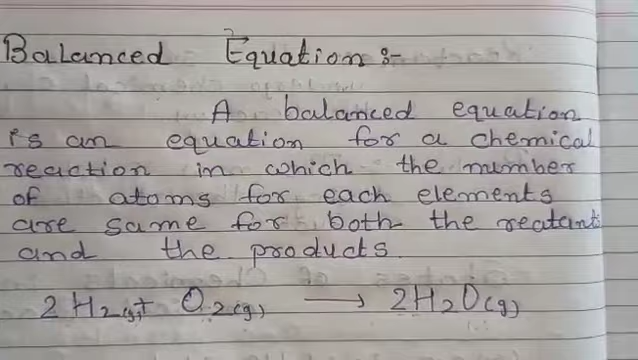 Balanced Equation :-
A balanced equation
is an equation for a chemical
reaction in which the number
of atoms for each elements
are same for both the reatant
and the products.
2H₂(g)+ O₂(g) → 2H₂O(g)